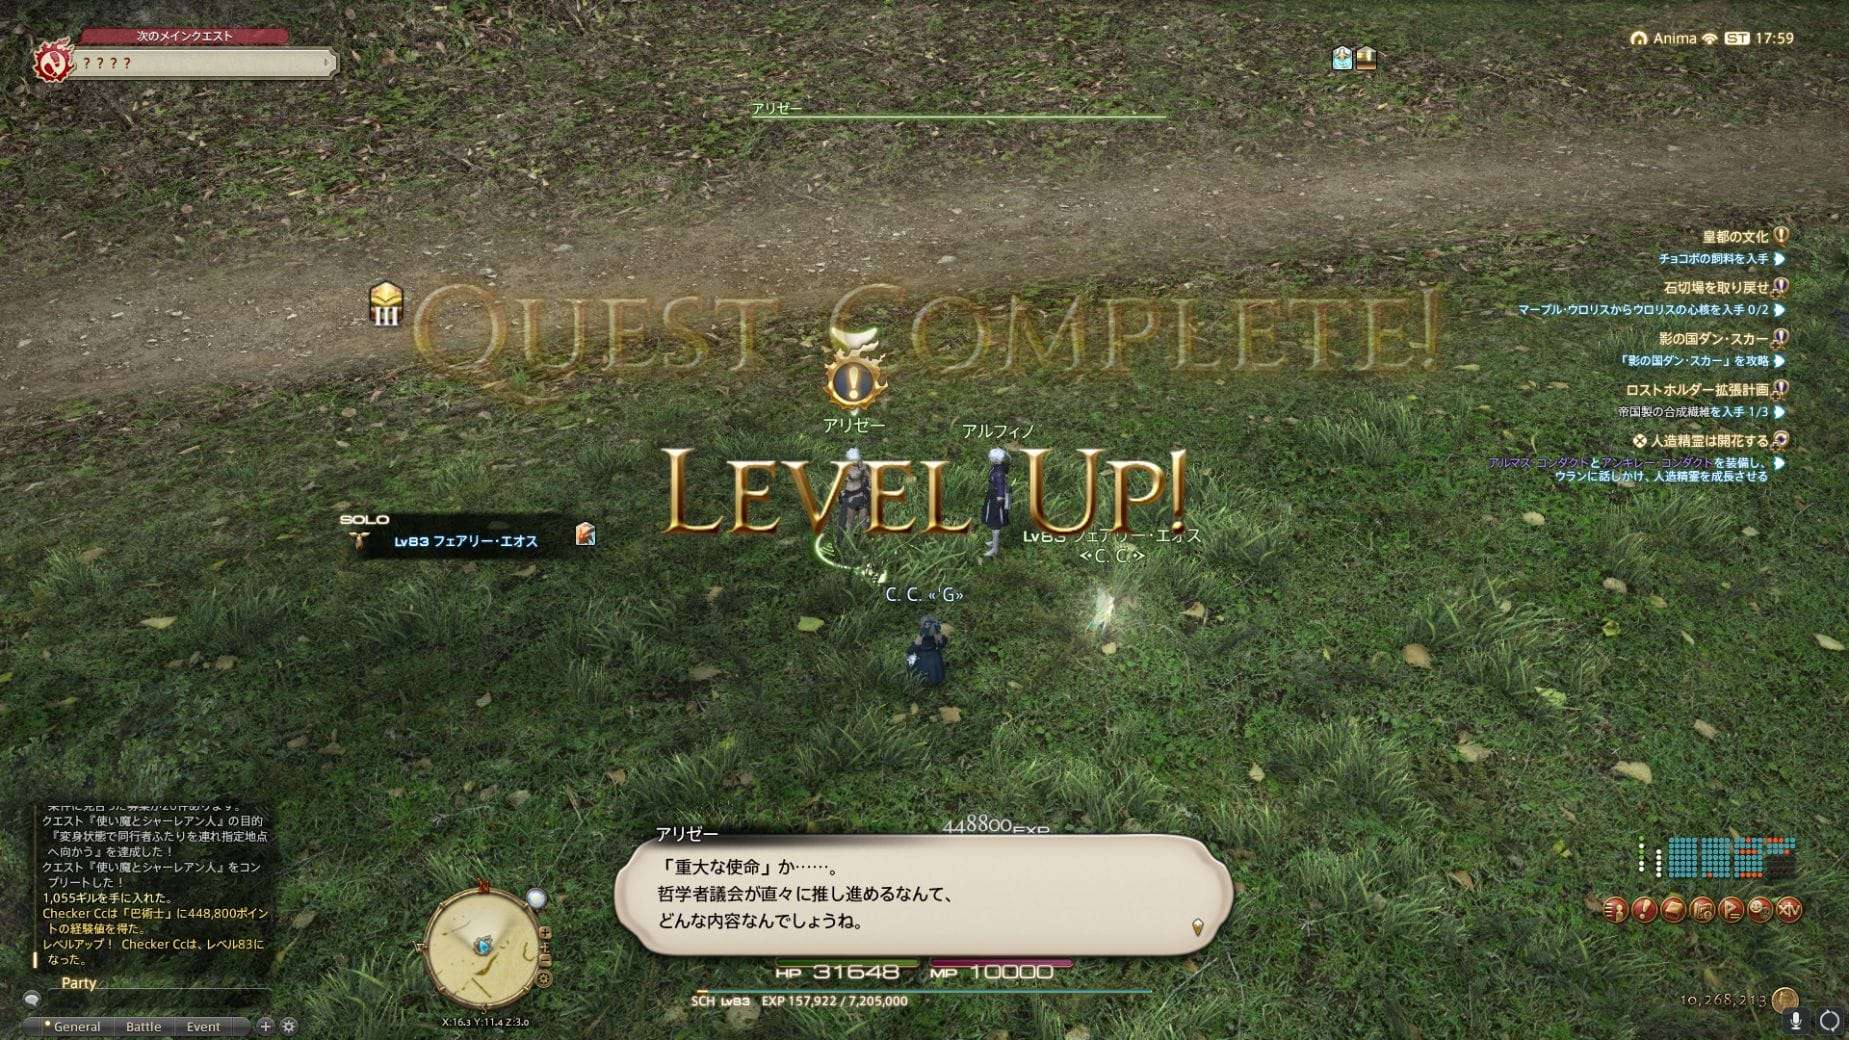 次のメインクエスト
????
Anima ST 17:59
アリゼー
皇都の文化
チョコボの飼料を入手
石切場を取り戻せ
マーブル・ウロリスからウロリスの心核を入手 0/2
影の国ダン・スカー
「影の国ダン・スカー」を攻略
ロストホルダー拡張計画
帝国製の合成繊維を入手 1/3
人造精霊は開花する
アルマス・コンダクトとアンキレー・コンダクトを装備し、
ウランに話しかけ、人造精霊を成長させる
III
QUEST COMPLETE!
アリゼー
アルフィノ
LEVEL UP!
SOLO
Lv83 フェアリー・エオス
Lv83 フェアリー・エオス
<C. C.>
C. C. «'G»
クエスト『使い魔とシャーレアン人』の目的
『変身状態で同行者ふたりを連れ指定地点
へ向かう』を達成した！
クエスト『使い魔とシャーレアン人』をコン
プリートした！
1,055ギルを手に入れた。
Checker Ccは「巴術士」に448,800ポイン
トの経験値を得た。
レベルアップ！ Checker Ccは、レベル83に
なった。
Party
General Battle Event
X:16.3 Y:11.4 Z:3.0
448800EXP
アリゼー
「重大な使命」か……。
哲学者議会が直々に推し進めるなんて、
どんな内容なんでしょうね。
HP 31648 MP 10000
SCH Lv83 EXP 157,922 / 7,205,000
XIV
10,268,213